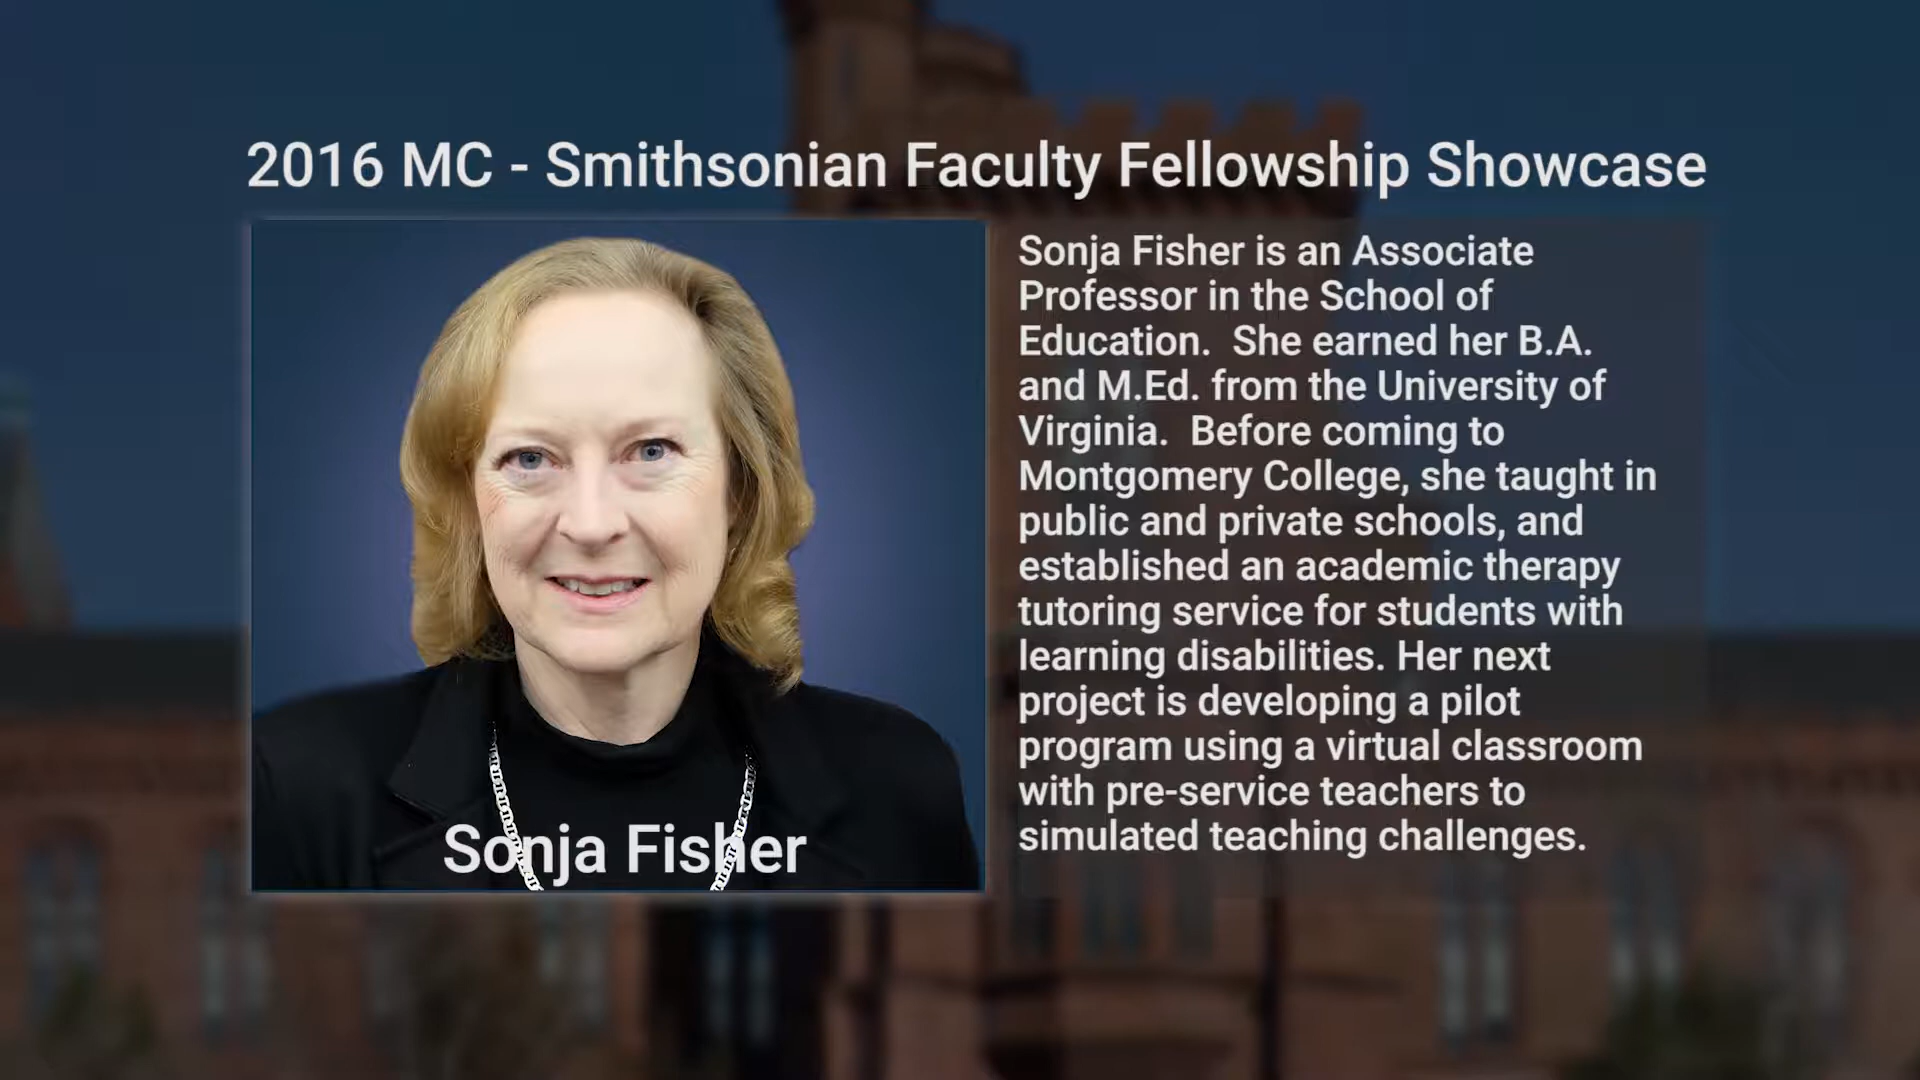 2016 MC - Smithsonian Faculty Fellowship Showcase
Sonja Fisher is an Associate
Professor in the School of
Education.  She earned her B.A.
and M.Ed. from the University of
Virginia.  Before coming to
Montgomery College, she taught in
public and private schools, and
established an academic therapy
tutoring service for students with
learning disabilities. Her next
project is developing a pilot
program using a virtual classroom
with pre-service teachers to
simulated teaching challenges.
Sonja Fisher